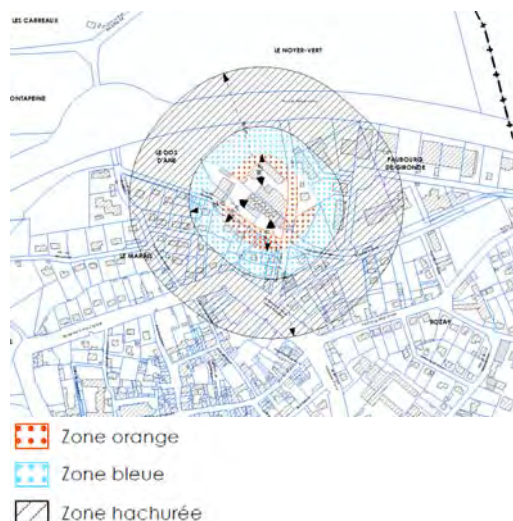 LES CARREAUX
LE NOYER-VERT
ONTAPEINE
LE DOS
D'ANE
FAUBOURG
DE GIRONDE
LE MARAIS
ROZAY
Zone orange
Zone bleue
Zone hachurée